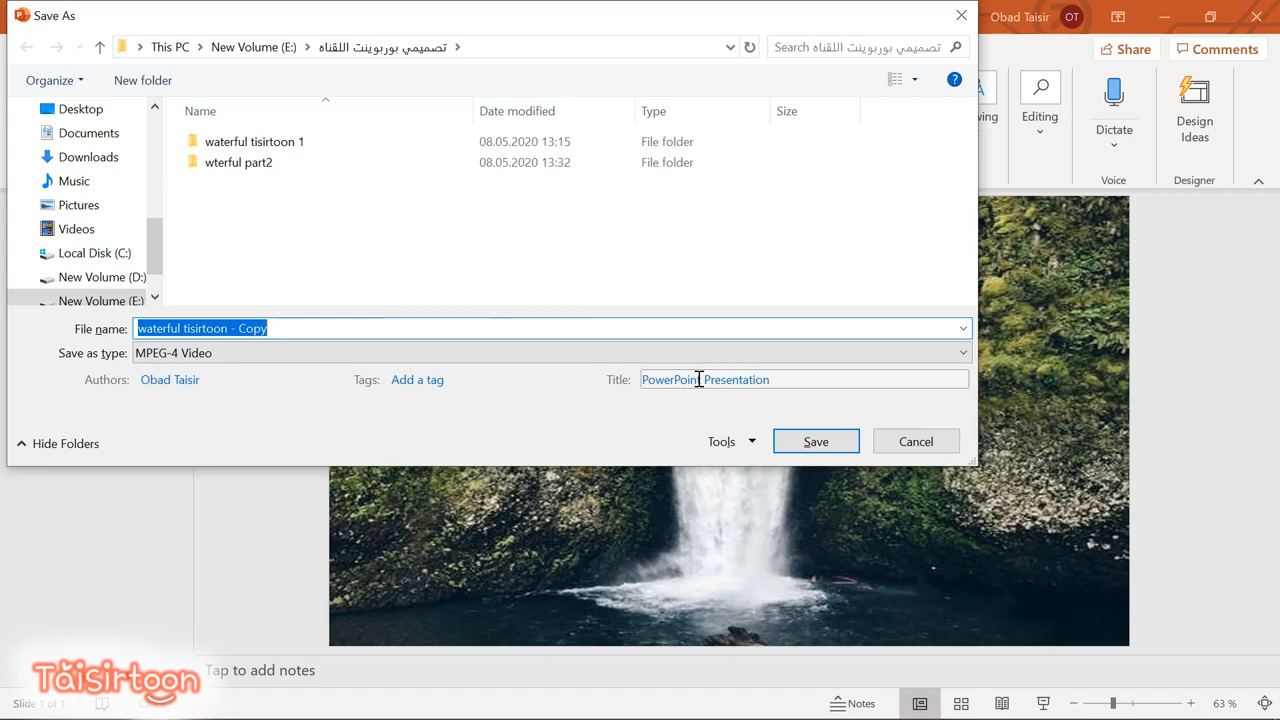 Save As
Obad Taisir OT
This PC New Volume (E:) تصميمي بوربوينت اللقناه
Search تصميمي بوربوينت اللقناه
Share Comments
Organize New folder
Name Date modified Type Size
Desktop
Documents
Downloads
Music
Pictures
Videos
Local Disk (C:)
New Volume (D:)
New Volume (E:)
waterful tisirtoon 1 08.05.2020 13:15 File folder
wterful part2 08.05.2020 13:32 File folder
Editing
Dictate
Design
Ideas
Voice
Designer
File name: waterful tisirtoon - Copy
Save as type: MPEG-4 Video
Authors: Obad Taisir Tags: Add a tag Title: PowerPoint Presentation
Hide Folders Tools Save Cancel
Tap to add notes
Taisirtoon
Slide 1 of 1 Notes 63 %